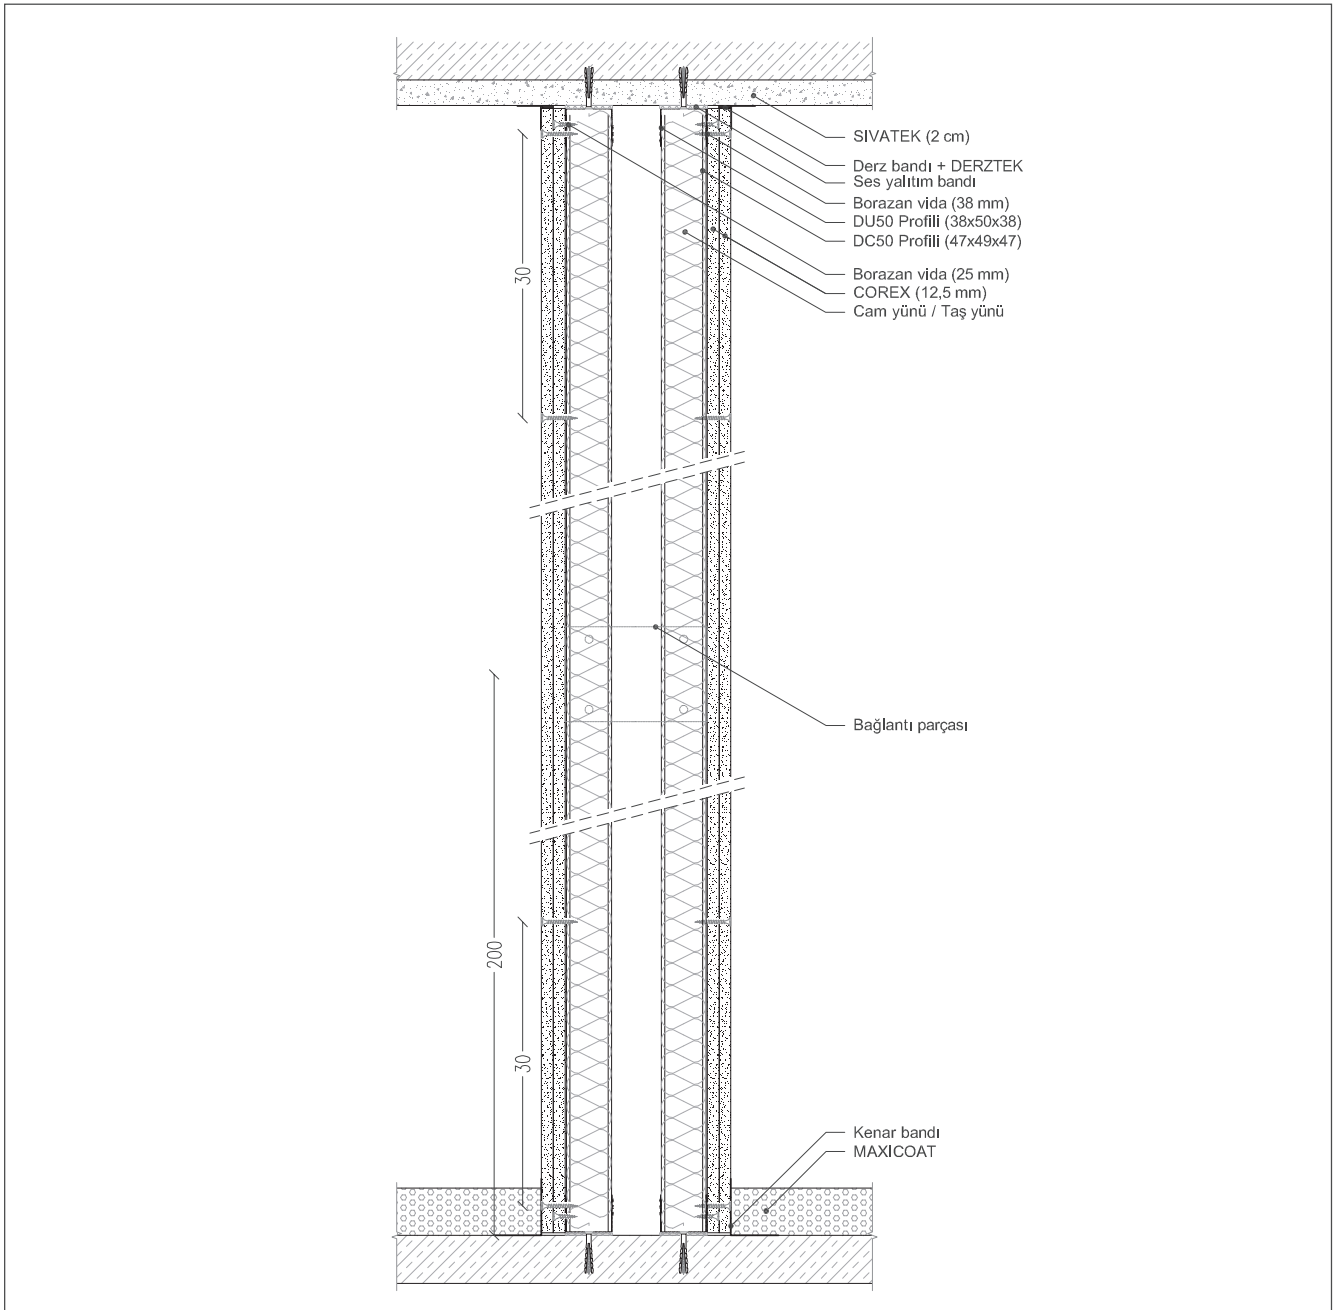 SIVATEK (2 cm)
Derz bandı + DERZTEK
Ses yalıtım bandı
Borazan vida (38 mm)
DU50 Profili (38x50x38)
DC50 Profili (47x49x47)
Borazan vida (25 mm)
COREX (12,5 mm)
Cam yünü / Taş yünü
30
Bağlantı parçası
200
30
Kenar bandı
MAXICOAT